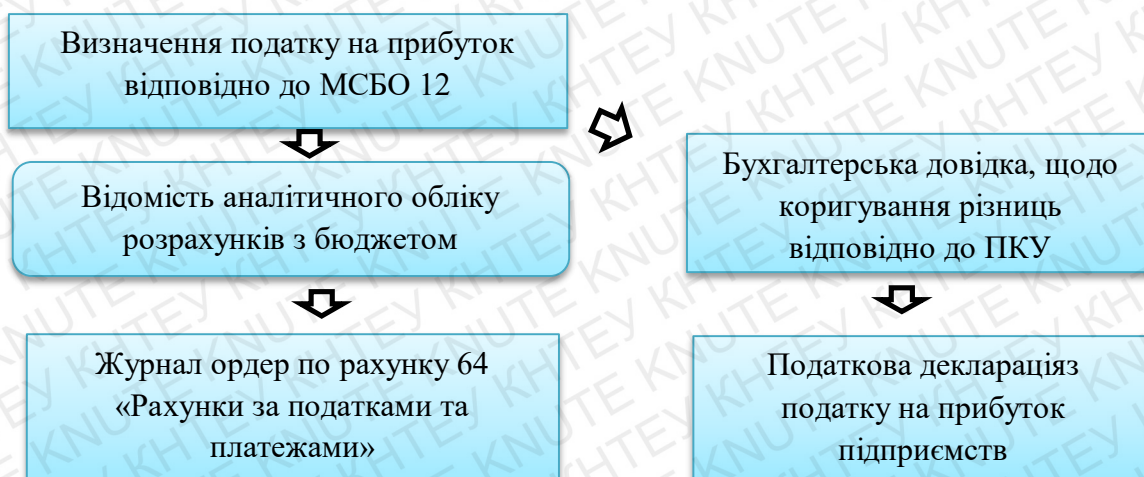 Визначення податку на прибуток
відповідно до МСБО 12
Відомість аналітичного обліку
розрахунків з бюджетом
Журнал ордер по рахунку 64
«Рахунки за податками та
платежами»
Бухгалтерська довідка, щодо
коригування різниць
відповідно до ПКУ
Податкова деклараціяз
податку на прибуток
підприємств